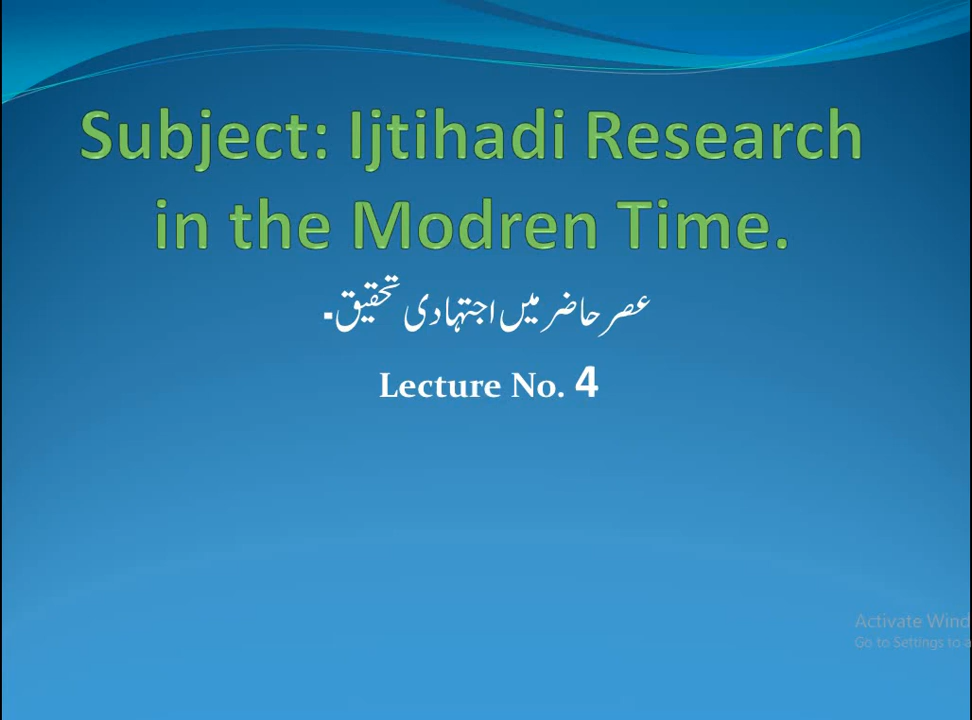 Subject: Ijtihadi Research
in the Modren Time.
عصر حاضر میں اجتہادی تحقیق۔
Lecture No. 4
Activate Wind
Go to Settings to a